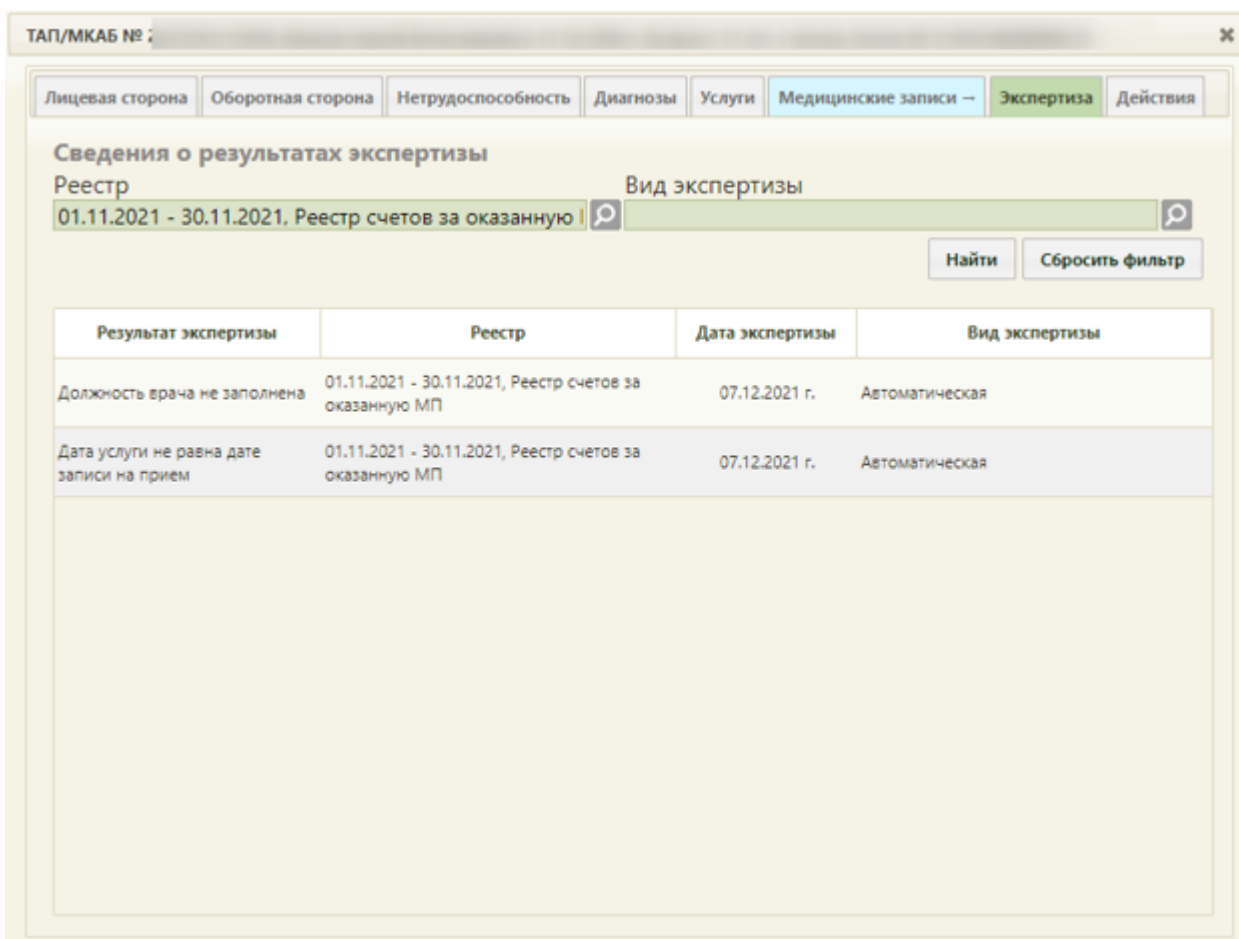 ТАП/МКАБ №
Лицевая сторона Оборотная сторона Нетрудоспособность Диагнозы Услуги Медицинские записи → Экспертиза Действия
Сведения о результатах экспертизы
Реестр Вид экспертизы
01.11.2021 - 30.11.2021, Реестр счетов за оказанную
Найти Сбросить фильтр
Результат экспертизы Реестр Дата экспертизы Вид экспертизы
Должность врача не заполнена 01.11.2021 - 30.11.2021, Реестр счетов за 07.12.2021 г. Автоматическая
оказанную МП
Дата услуги не равна дате 01.11.2021 - 30.11.2021, Реестр счетов за 07.12.2021 г. Автоматическая
записи на прием оказанную МП